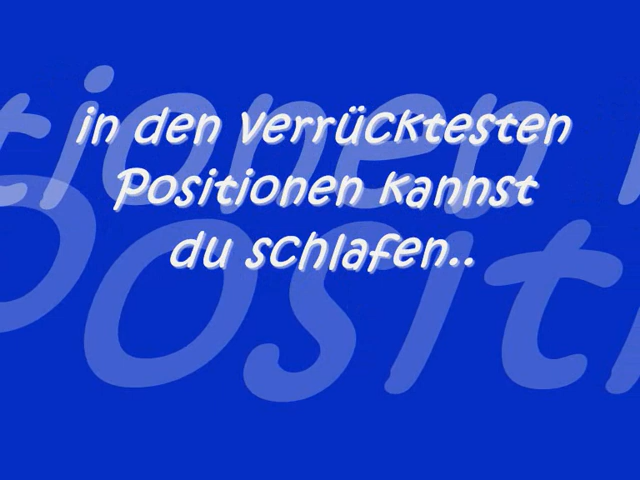 in den verrücktesten
Positionen kannst
du schlafen..